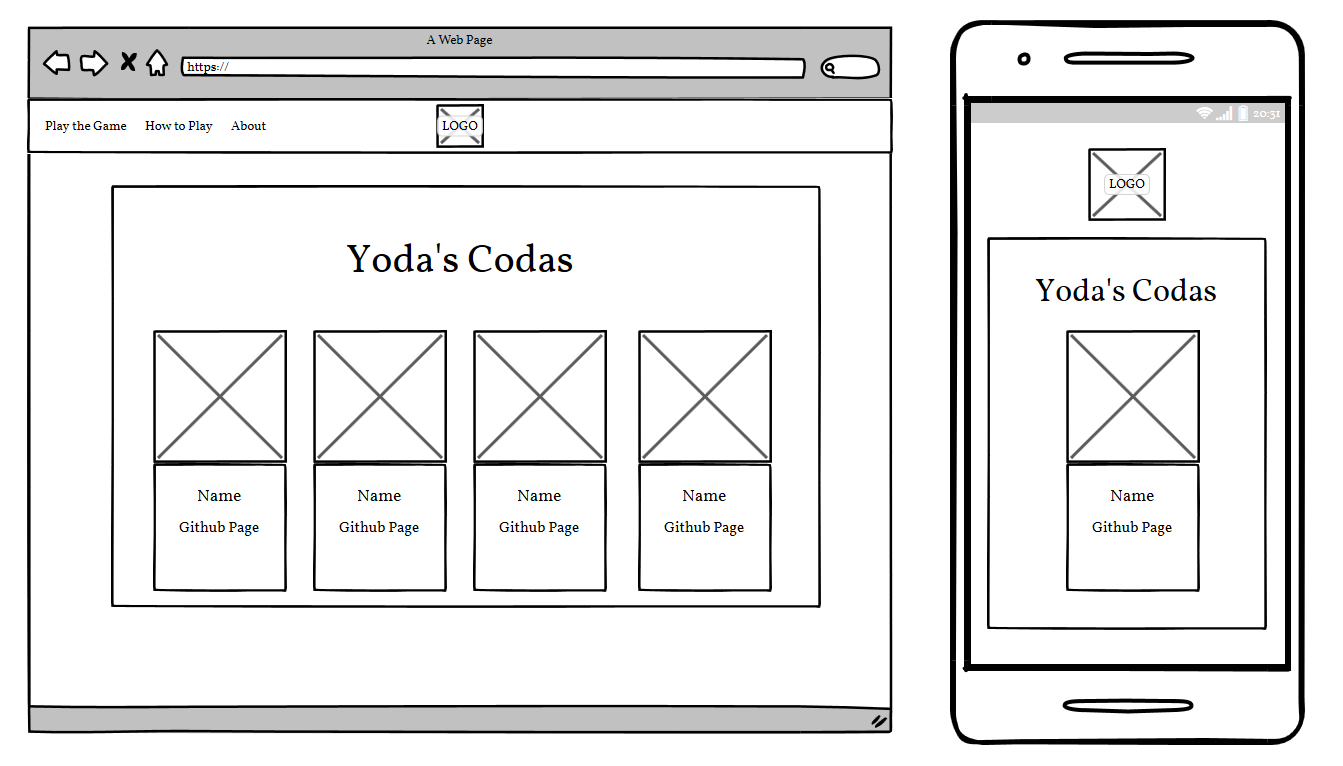 A Web Page
https://
Play the Game How to Play About LOGO
Yoda's Codas
Name Name Name Name
Github Page Github Page Github Page Github Page
20:31
LOGO
Yoda's Codas
Name
Github Page